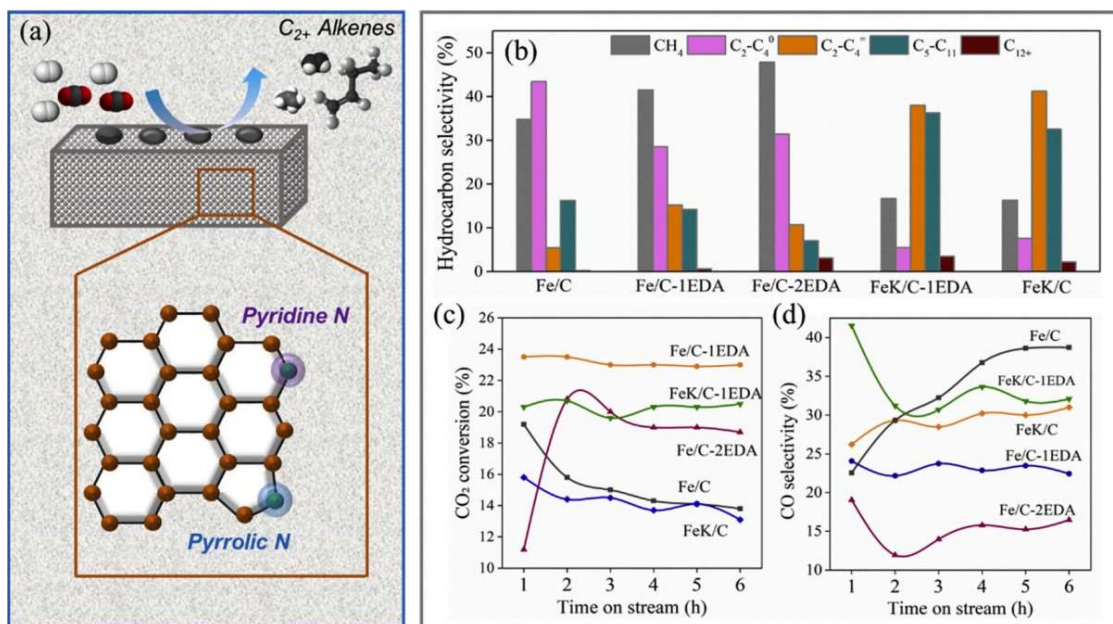 (a)
C₂₊ Alkenes
Pyridine N
Pyrrolic N
(b)
CH₄ C₂-C₄⁰ C₂-C₄⁼ C₅-C₁₁ C₁₂₊
Hydrocarbon selectivity (%)
50
40
30
20
10
0
Fe/C Fe/C-1EDA Fe/C-2EDA FeK/C-1EDA FeK/C
(c)
CO₂ conversion (%)
26
24
22
20
18
16
14
12
10
Fe/C-1EDA
FeK/C-1EDA
Fe/C-2EDA
Fe/C
FeK/C
1 2 3 4 5 6
Time on stream (h)
(d)
CO selectivity (%)
40
35
30
25
20
15
10
Fe/C
FeK/C-1EDA
FeK/C
Fe/C-1EDA
Fe/C-2EDA
1 2 3 4 5 6
Time on stream (h)